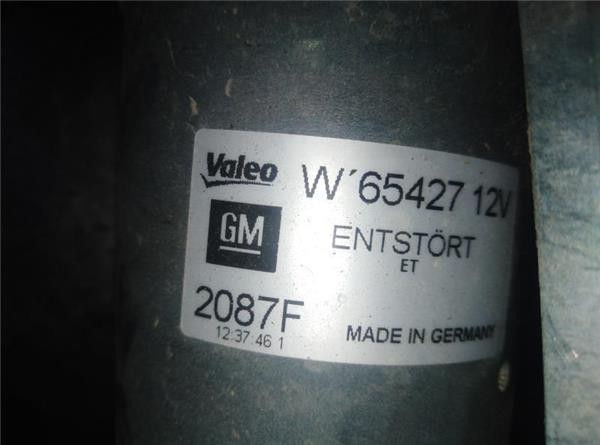 Valeo W´65427 12V
GM ENTSTÖRT
ET
2087F
12:37:46 1
MADE IN GERMANY